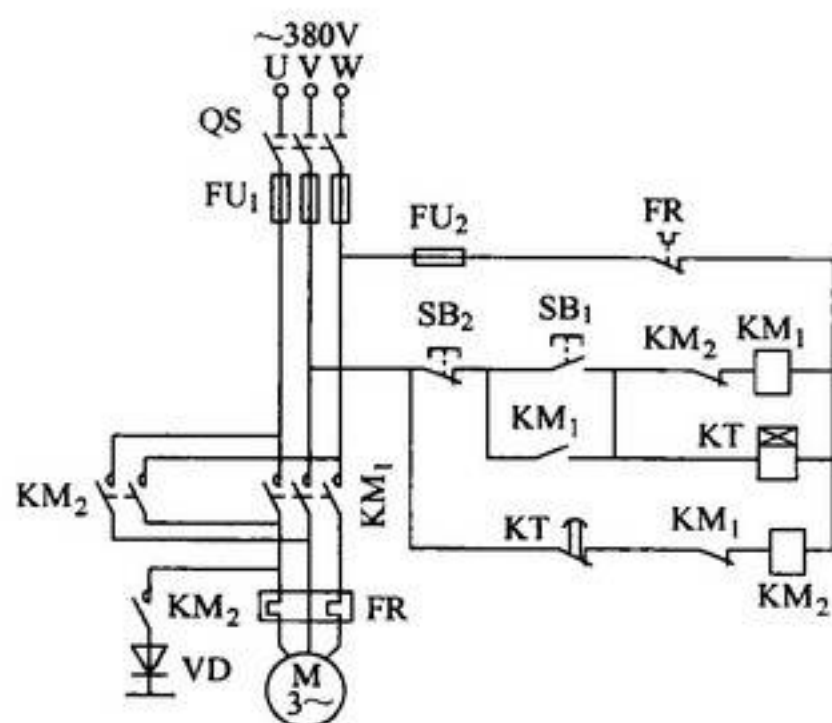 ~380V
U V W
QS
FU₁
FU₂
FR
SB₂
SB₁
KM₂
KM₁
KM₁
KT
KM₂
KM₁
KT
KM₁
KM₂
KM₂
FR
VD
M
3~